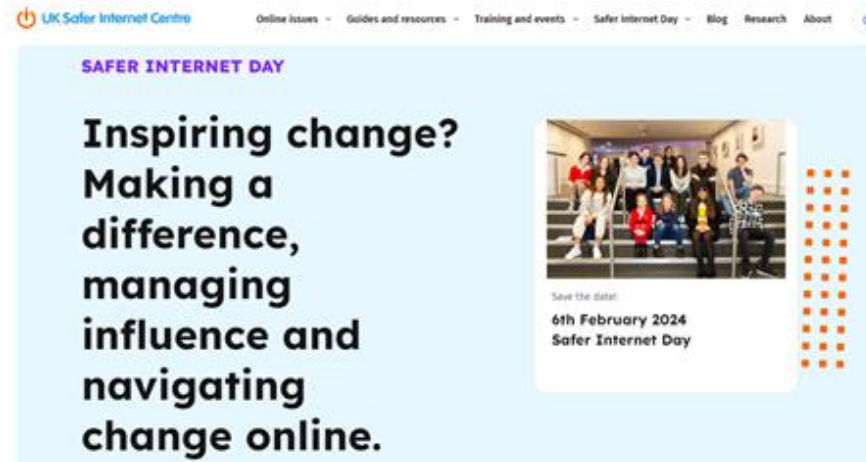 UK Safer Internet Centre
Online issues
Guides and resources
Training and events
Safer Internet Day
Blog
Research
About
SAFER INTERNET DAY
Inspiring change?
Making a
difference,
managing
influence and
navigating
change online.
Save the date!
6th February 2024
Safer Internet Day